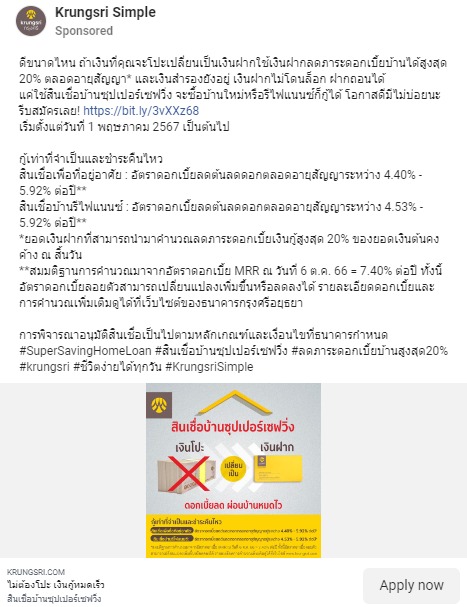 krungsri
กรุงศรี
Krungsri Simple
Sponsored
ดีขนาดไหน ถ้าเงินที่คุณจะโปะเปลี่ยนเป็นเงินฝากใช้เงินฝากลดภาระดอกเบี้ยบ้านได้สูงสุด
20% ตลอดอายุสัญญา* และเงินสำรองยังอยู่ เงินฝากไม่โดนล็อก ฝากถอนได้
แค่ใช้สินเชื่อบ้านซุปเปอร์เซฟวิ่ง จะซื้อบ้านใหม่หรือรีไฟแนนซ์ก็กู้ได้ โอกาสดีมีไม่บ่อยนะ
รีบสมัครเลย! https://bit.ly/3vXXz68
เริ่มตั้งแต่วันที่ 1 พฤษภาคม 2567 เป็นต้นไป
กู้เท่าที่จำเป็นและชำระคืนไหว
สินเชื่อเพื่อที่อยู่อาศัย : อัตราดอกเบี้ยลดต้นลดดอกตลอดอายุสัญญาระหว่าง 4.40% -
5.92% ต่อปี**
สินเชื่อบ้านรีไฟแนนซ์ : อัตราดอกเบี้ยลดต้นลดดอกตลอดอายุสัญญาระหว่าง 4.53% -
5.92% ต่อปี**
*ยอดเงินฝากที่สามารถนำมาคำนวณลดภาระดอกเบี้ยเงินกู้สูงสุด 20% ของยอดเงินต้นคง
ค้าง ณ สิ้นวัน
**สมมติฐานการคำนวณมาจากอัตราดอกเบี้ย MRR ณ วันที่ 6 ต.ค. 66 = 7.40% ต่อปี ทั้งนี้
อัตราดอกเบี้ยลอยตัวสามารถเปลี่ยนแปลงเพิ่มขึ้นหรือลดลงได้ รายละเอียดดอกเบี้ยและ
การคำนวณเพิ่มเติมดูได้ที่เว็บไซต์ของธนาคารกรุงศรีอยุธยา
การพิจารณาอนุมัติสินเชื่อเป็นไปตามหลักเกณฑ์และเงื่อนไขที่ธนาคารกำหนด
#SuperSavingHomeLoan #สินเชื่อบ้านซุปเปอร์เซฟวิ่ง #ลดภาระดอกเบี้ยบ้านสูงสุด20%
#krungsri #ชีวิตง่ายได้ทุกวัน #KrungsriSimple
สินเชื่อบ้านซุปเปอร์เซฟวิ่ง
เงินโปะ
เปลี่ยนเป็น
เงินฝาก
ดอกเบี้ยลด ผ่อนบ้านหมดไว
กู้เท่าที่จำเป็นและชำระคืนไหว
KRUNGSRI.COM
ไม่ต้องโปะ เงินกู้หมดเร็ว
สินเชื่อบ้านซุปเปอร์เซฟวิ่ง
Apply now